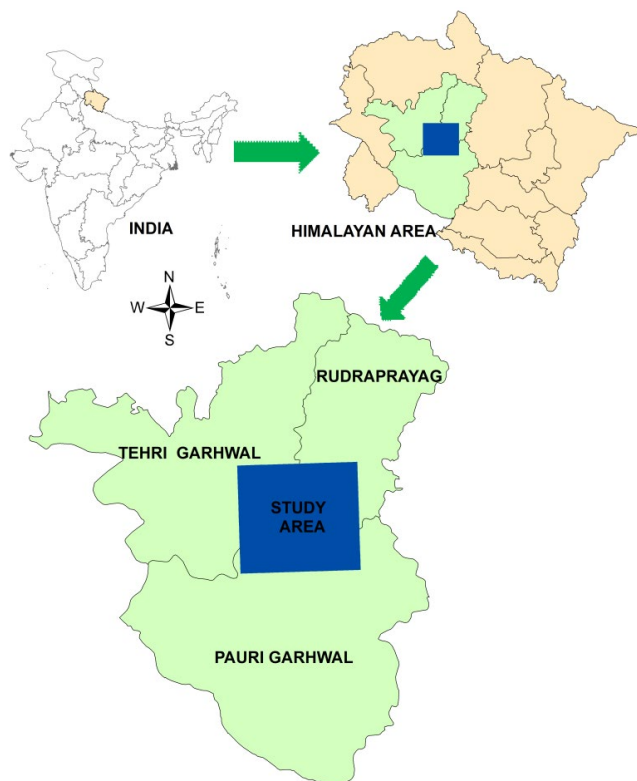 INDIA
HIMALAYAN AREA
N
W E
S
RUDRAPRAYAG
TEHRI GARHWAL
STUDY
AREA
PAURI GARHWAL